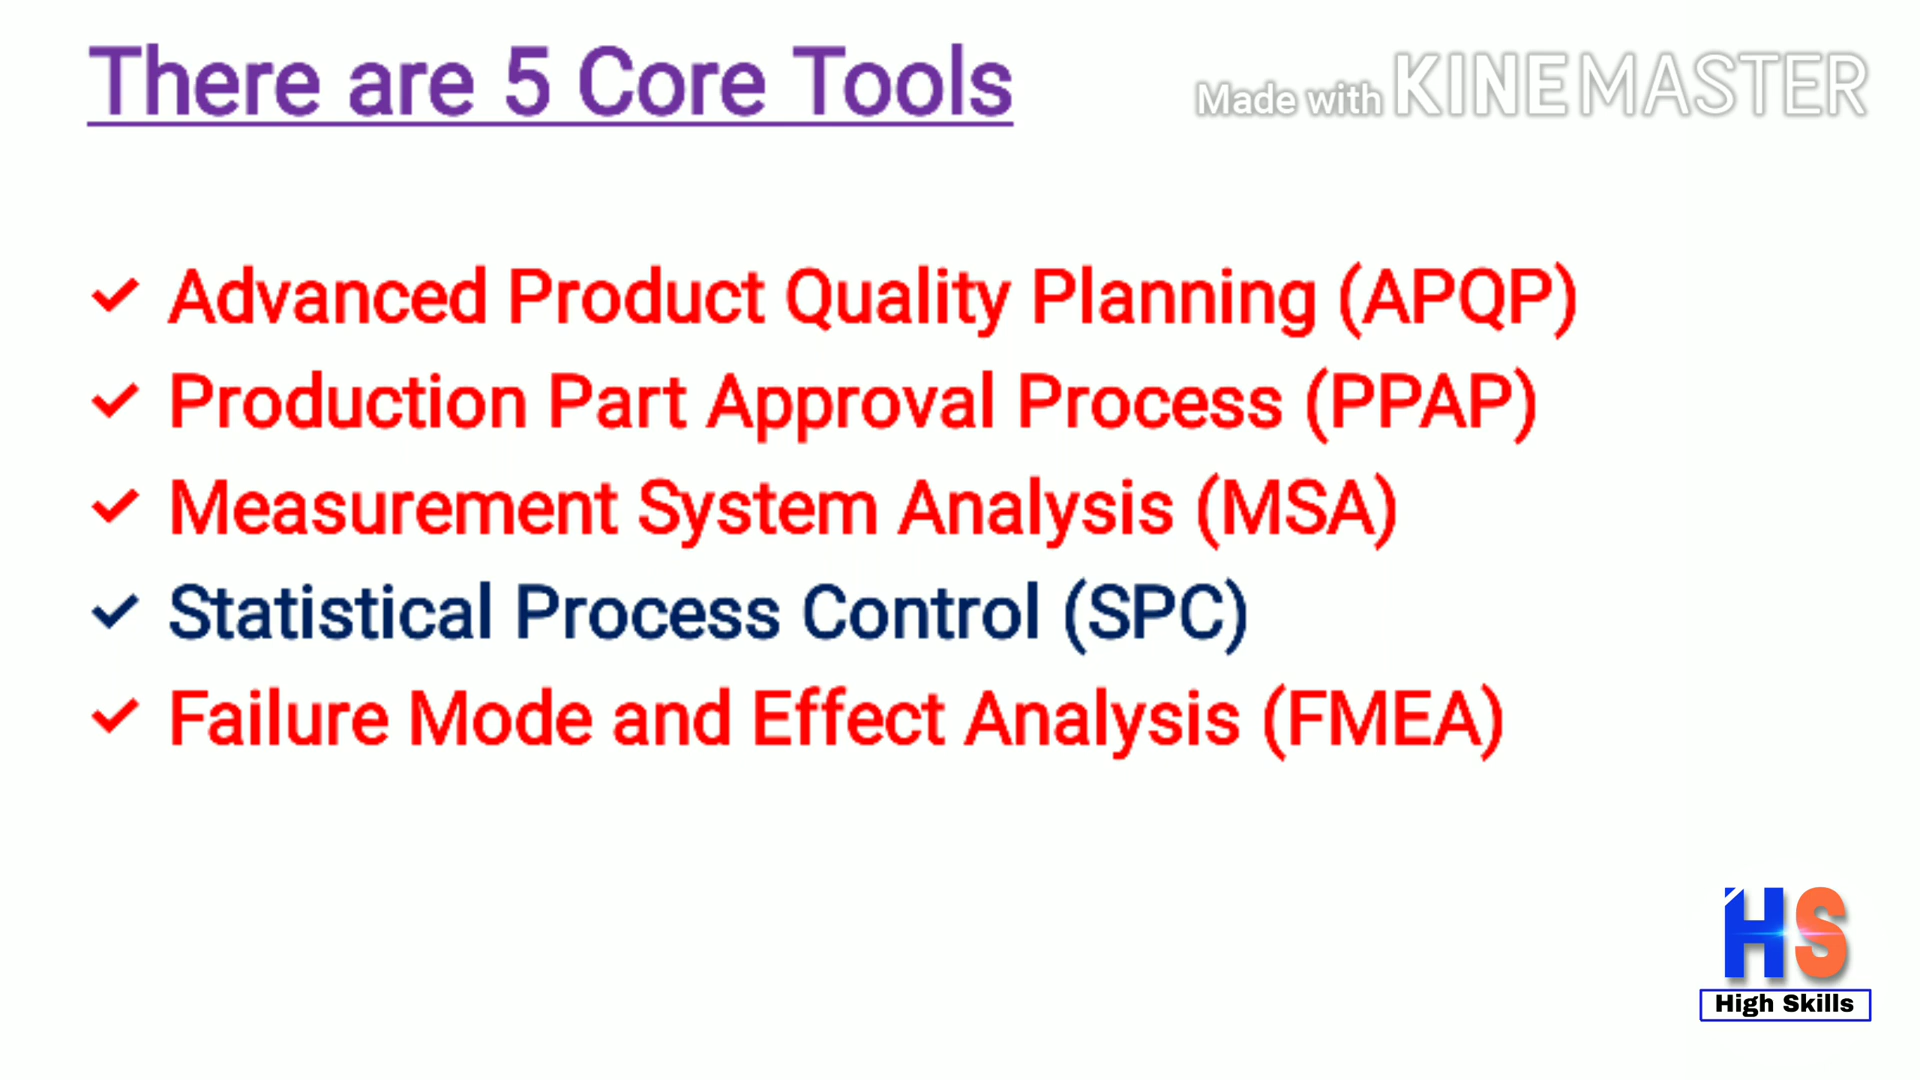 There are 5 Core Tools
Made with KINEMASTER
Advanced Product Quality Planning (APQP)
Production Part Approval Process (PPAP)
Measurement System Analysis (MSA)
Statistical Process Control (SPC)
Failure Mode and Effect Analysis (FMEA)
HS
High Skills